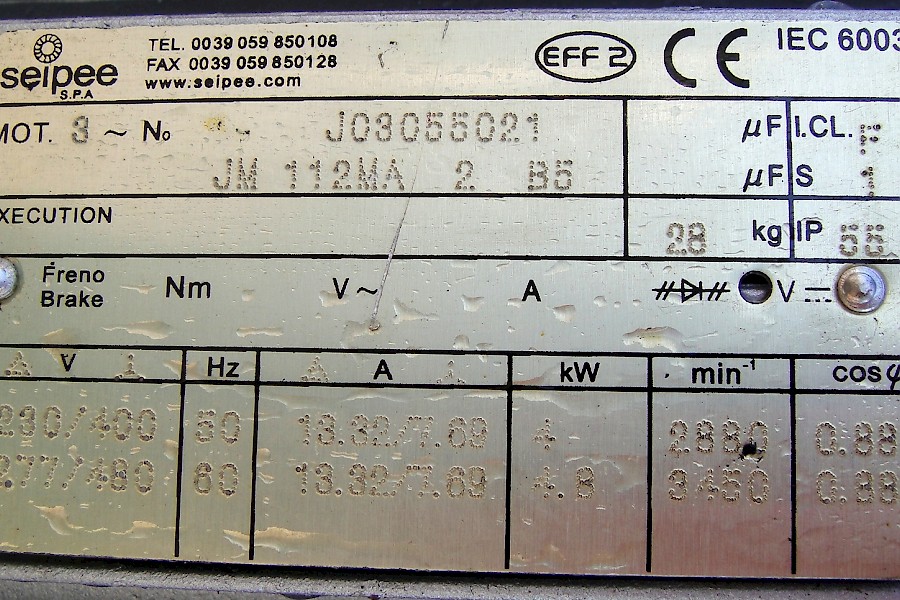 seipee
S.P.A
TEL. 0039 059 850108
FAX 0039 059 850128
www.seipee.com
EFF 2
CE
IEC 6003
MOT. 3 ~ No J03055021
µF I.CL. F
JM 112MA 2 B5
µF S 1
XECUTION
28 kg IP 55
Freno
Brake
Nm V~ A V
V Hz A kW min-1 cosφ
230/400 50 13.32/7.69 4. 2880 0.88
277/480 60 13.32/7.69 4.8 3450 0.88